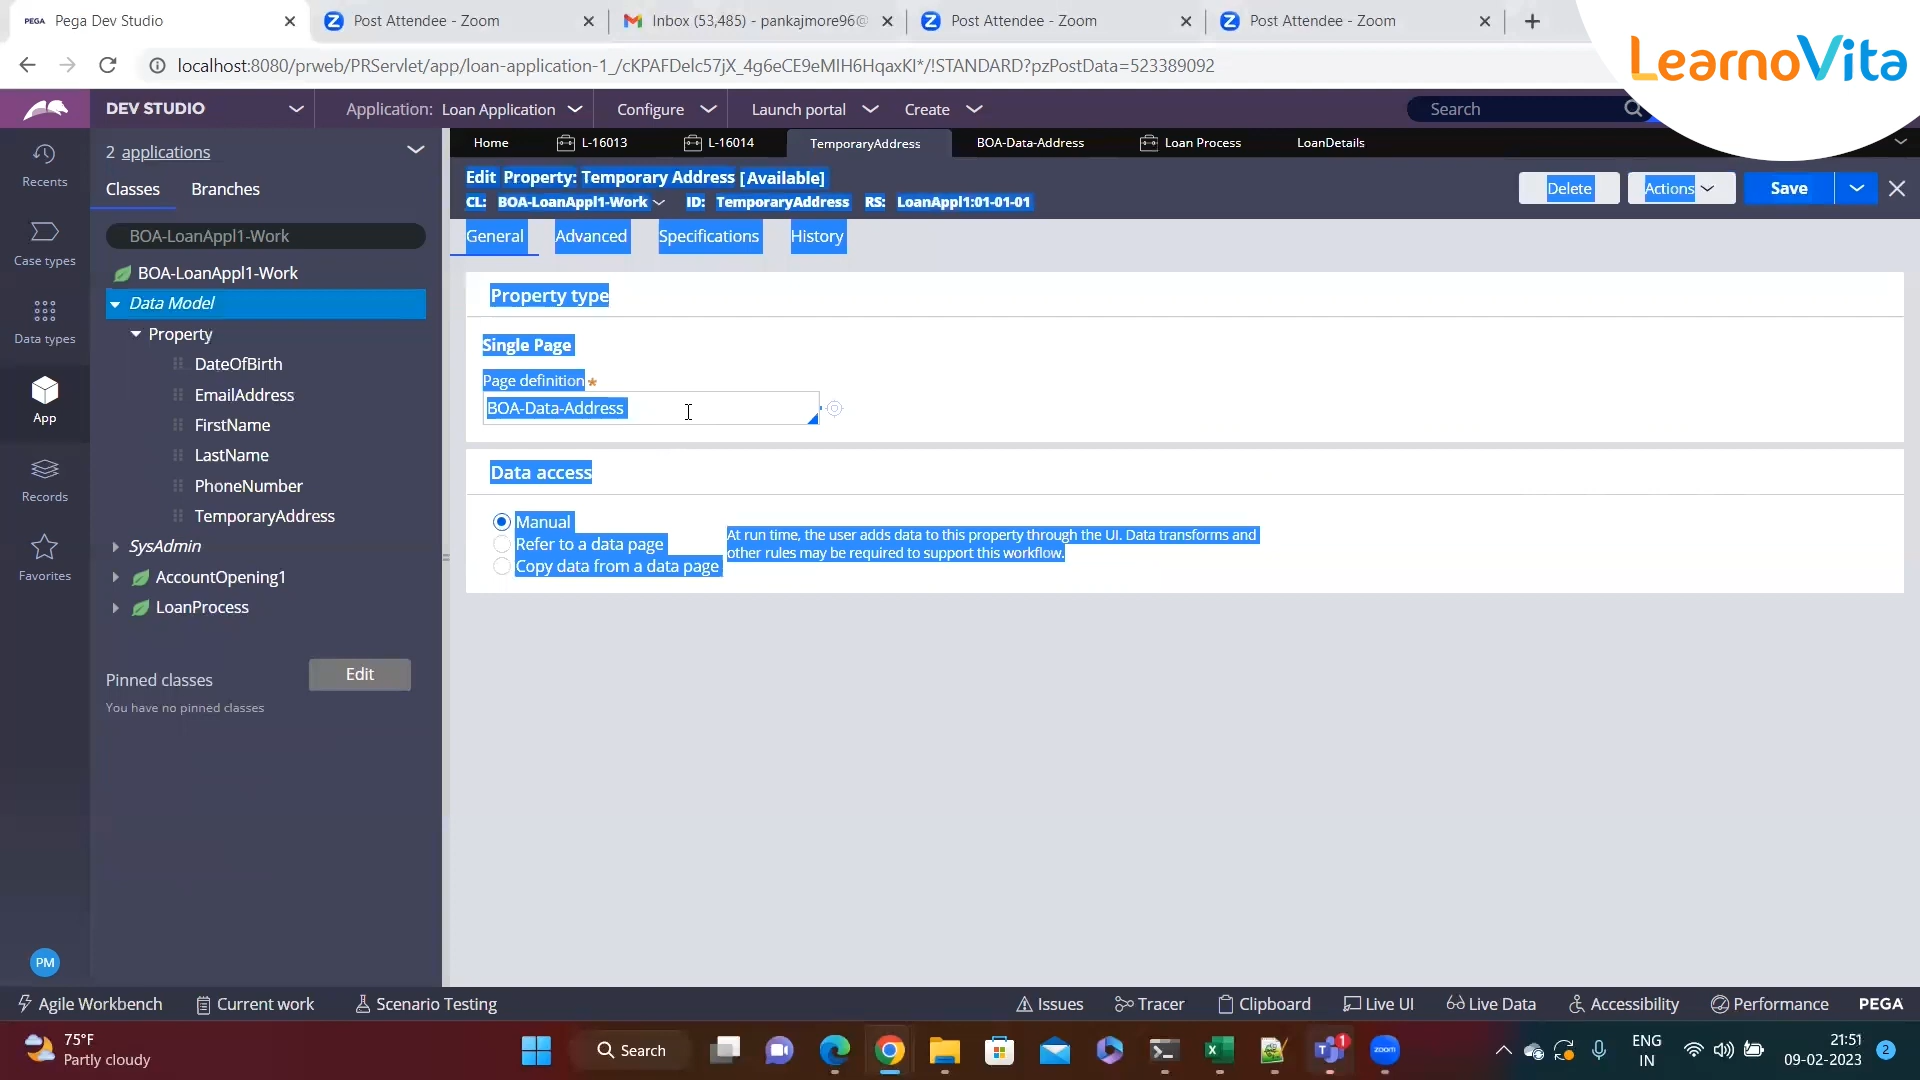 PEGA Pega Dev Studio
Post Attendee - Zoom
Inbox (53,485) - pankajmore96@
Post Attendee - Zoom
Post Attendee - Zoom
localhost:8080/prweb/PRServlet/app/loan-application-1_/cKPAFDelc57jX_4g6eCE9eMIH6HqaxKI*/!STANDARD?pzPostData=523389092
LearnoVita
DEV STUDIO
Application: Loan Application
Configure
Launch portal
Create
Search
Recents
Case types
Data types
App
Records
Favorites
PM
2 applications
Classes
Branches
BOA-LoanAppl1-Work
BOA-LoanAppl1-Work
Data Model
Property
DateOfBirth
EmailAddress
FirstName
LastName
PhoneNumber
TemporaryAddress
SysAdmin
AccountOpening1
LoanProcess
Pinned classes
Edit
You have no pinned classes
Home
L-16013
L-16014
TemporaryAddress
BOA-Data-Address
Loan Process
LoanDetails
Edit Property: Temporary Address [Available]
CL: BOA-LoanAppl1-Work ID: TemporaryAddress RS: LoanAppl1:01-01-01
Delete
Actions
Save
General
Advanced
Specifications
History
Property type
Single Page
Page definition *
BOA-Data-Address
Data access
Manual
Refer to a data page
Copy data from a data page
At run time, the user adds data to this property through the UI. Data transforms and
other rules may be required to support this workflow.
Agile Workbench
Current work
Scenario Testing
Issues
Tracer
Clipboard
Live UI
Live Data
Accessibility
Performance
PEGA
75°F
Partly cloudy
Search
1
zoom
ENG
IN
21:51
09-02-2023
2